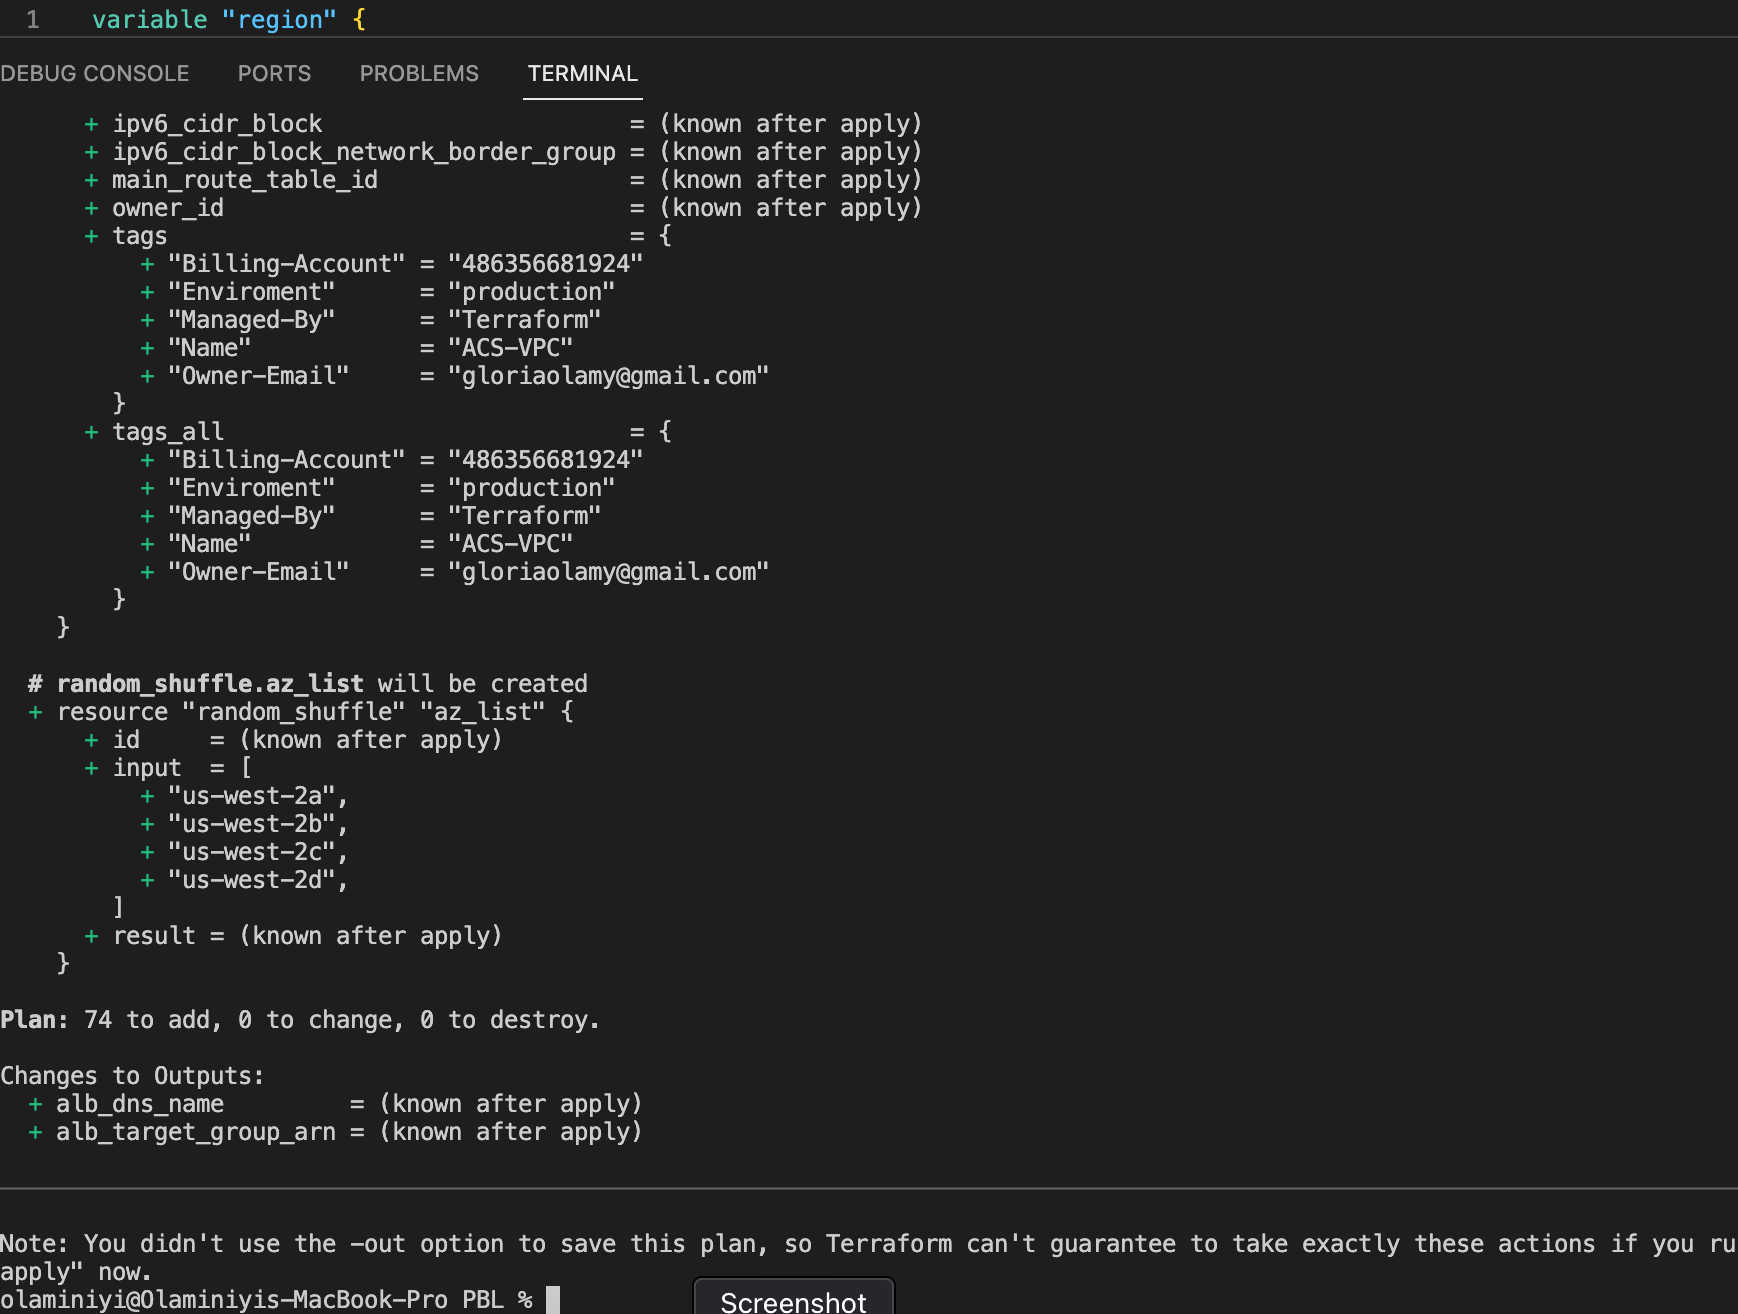 1 variable "region" {
DEBUG CONSOLE PORTS PROBLEMS TERMINAL
+ ipv6_cidr_block = (known after apply)
+ ipv6_cidr_block_network_border_group = (known after apply)
+ main_route_table_id = (known after apply)
+ owner_id = (known after apply)
+ tags = {
+ "Billing-Account" = "486356681924"
+ "Enviroment" = "production"
+ "Managed-By" = "Terraform"
+ "Name" = "ACS-VPC"
+ "Owner-Email" = "gloriaolamy@gmail.com"
}
+ tags_all = {
+ "Billing-Account" = "486356681924"
+ "Enviroment" = "production"
+ "Managed-By" = "Terraform"
+ "Name" = "ACS-VPC"
+ "Owner-Email" = "gloriaolamy@gmail.com"
}
}
# random_shuffle.az_list will be created
+ resource "random_shuffle" "az_list" {
+ id = (known after apply)
+ input = [
+ "us-west-2a",
+ "us-west-2b",
+ "us-west-2c",
+ "us-west-2d",
]
+ result = (known after apply)
}
Plan: 74 to add, 0 to change, 0 to destroy.
Changes to Outputs:
+ alb_dns_name = (known after apply)
+ alb_target_group_arn = (known after apply)
Note: You didn't use the -out option to save this plan, so Terraform can't guarantee to take exactly these actions if you ru
apply" now.
olaminiyi@Olaminiyis-MacBook-Pro PBL %
Screenshot